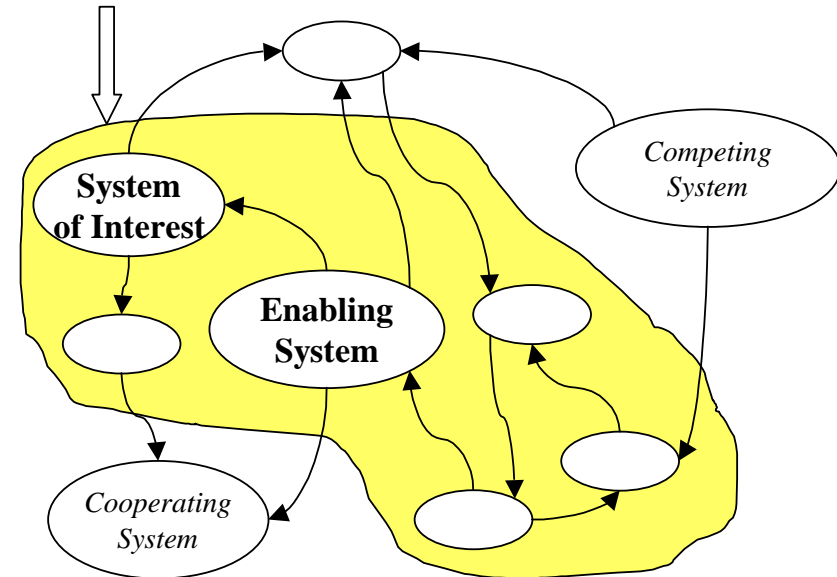 Competing
System
System
of Interest
Enabling
System
Cooperating
System